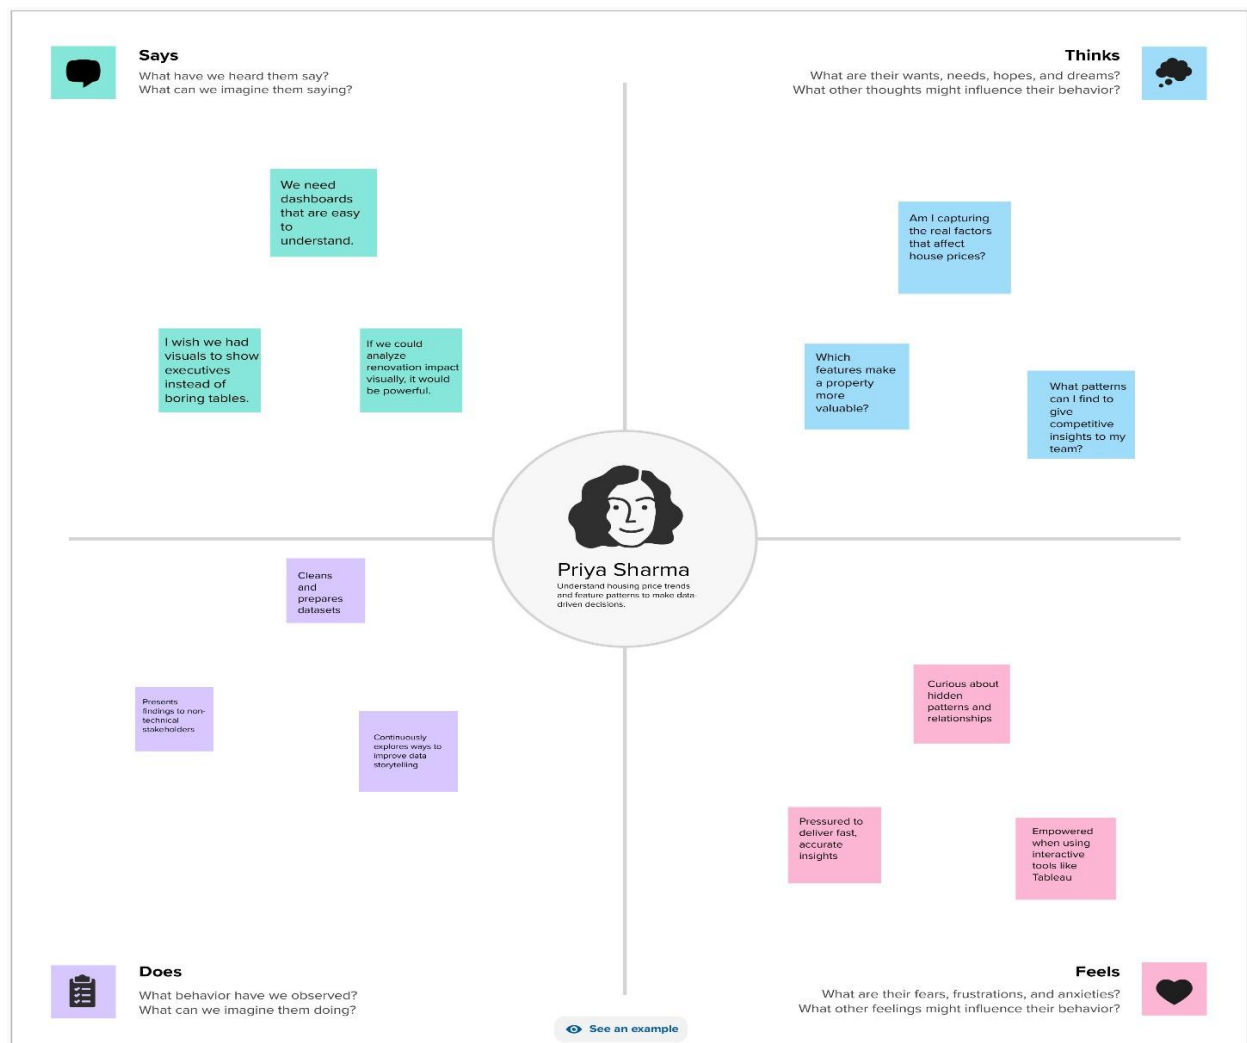 Says
What have we heard them say?
What can we imagine them saying?
Thinks
What are their wants, needs, hopes, and dreams?
What other thoughts might influence their behavior?
We need
dashboards
that are easy
to
understand.
I wish we had
visuals to show
executives
instead of
boring tables.
If we could
analyze
renovation impact
visually, it would
be powerful.
Am I capturing
the real factors
that affect
house prices?
Which
features make
a property
more
valuable?
What patterns
can I find to
give
competitive
insights to my
team?
Priya Sharma
Understand housing price trends
and feature patterns to make data-
driven decisions.
Cleans
and
prepares
datasets
Presents
findings to non-
technical
stakeholders
Continuously
explores ways to
improve data
storytelling
Curious about
hidden
patterns and
relationships
Pressured to
deliver fast,
accurate
insights
Empowered
when using
interactive
tools like
Tableau
Does
What behavior have we observed?
What can we imagine them doing?
Feels
What are their fears, frustrations, and anxieties?
What other feelings might influence their behavior?
See an example